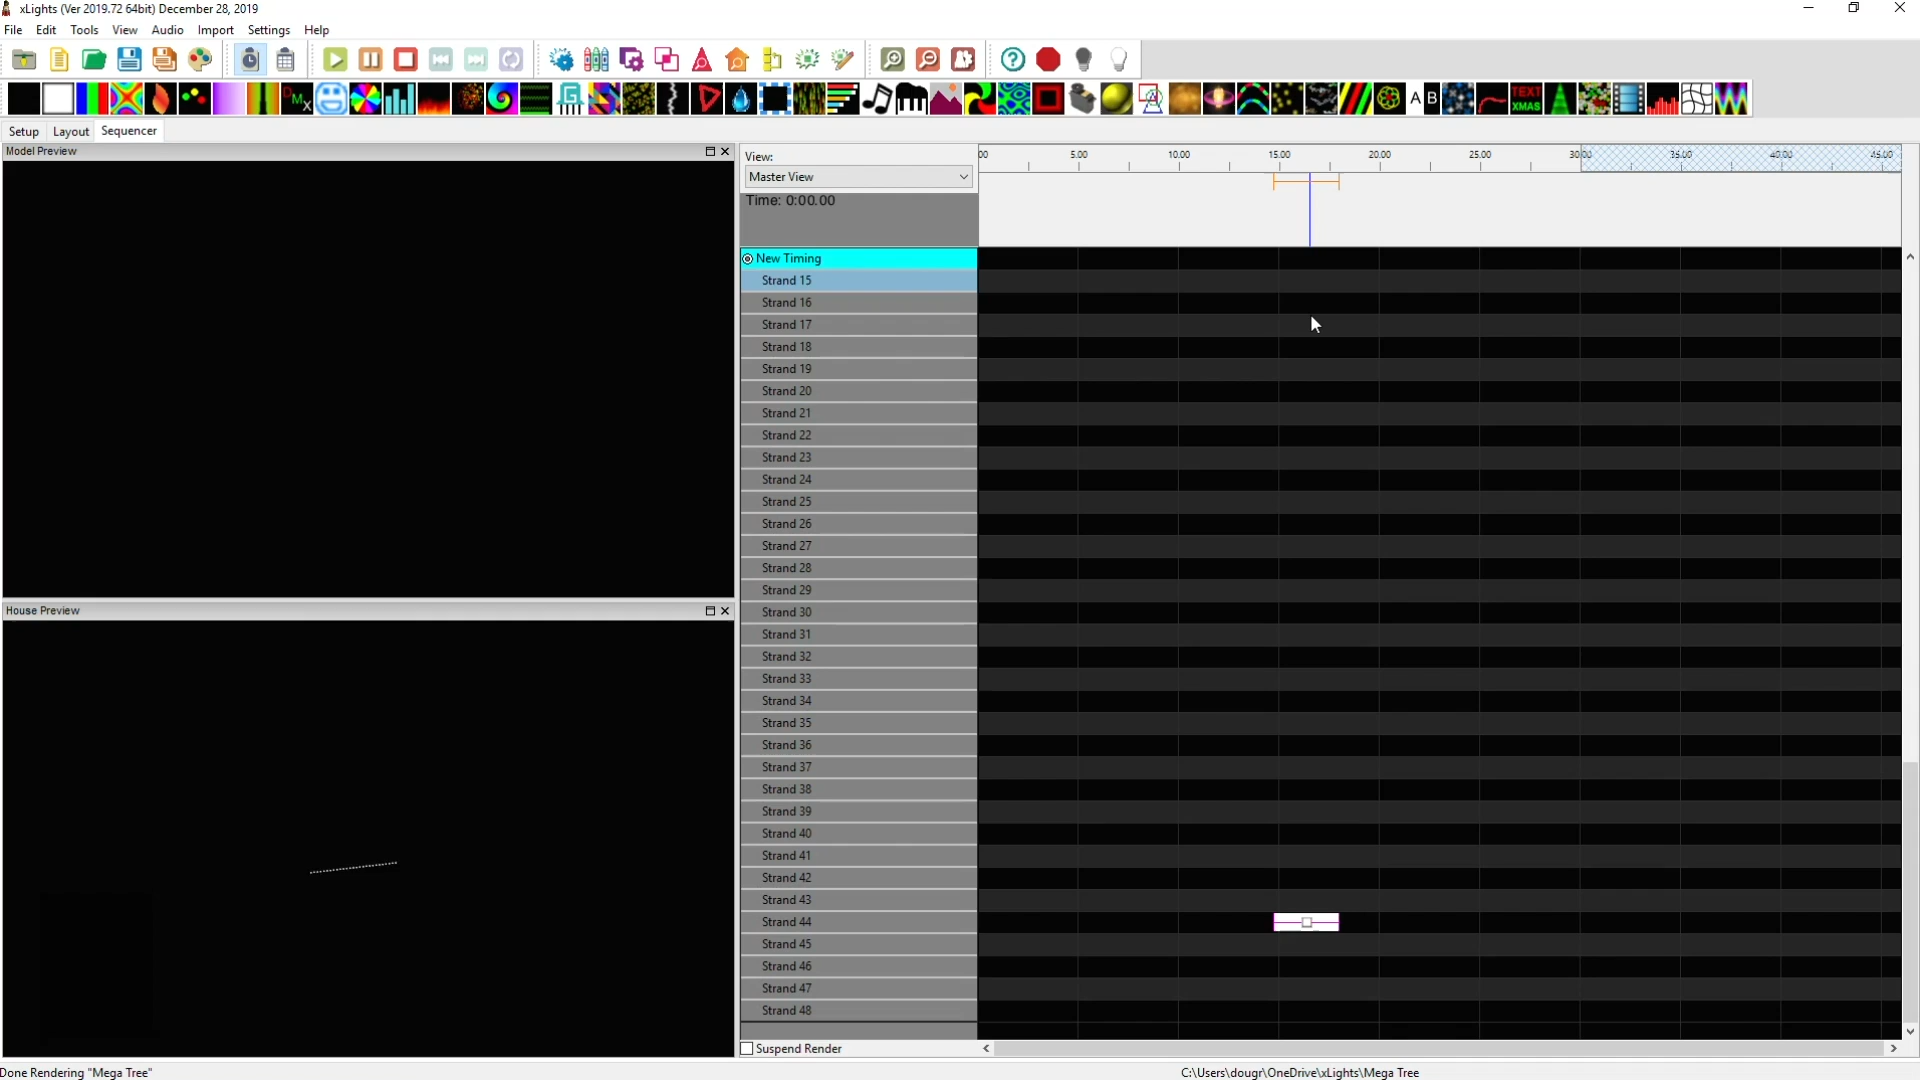 xLights (Ver 2019.72 64bit) December 28, 2019
File Edit Tools View Audio Import Settings Help
DMX
A B
TEXT XMAS
Setup Layout Sequencer
Model Preview
View:
Master View
Time: 0:00.00
00 5.00 10.00 15.00 20.00 25.00 30.00 35.00 40.00 45.00
New Timing
Strand 15
Strand 16
Strand 17
Strand 18
Strand 19
Strand 20
Strand 21
Strand 22
Strand 23
Strand 24
Strand 25
Strand 26
Strand 27
Strand 28
Strand 29
Strand 30
Strand 31
Strand 32
Strand 33
Strand 34
Strand 35
Strand 36
Strand 37
Strand 38
Strand 39
Strand 40
Strand 41
Strand 42
Strand 43
Strand 44
Strand 45
Strand 46
Strand 47
Strand 48
House Preview
Suspend Render
Done Rendering "Mega Tree"
C:\Users\dougr\OneDrive\xLights\Mega Tree